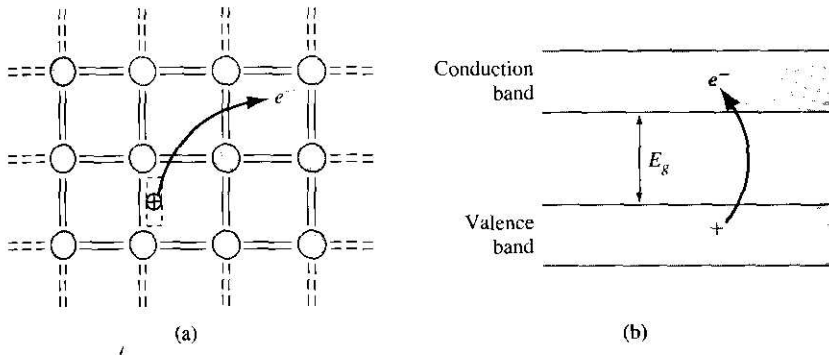 e⁻
⊕
(a)
Conduction
band
e⁻
E_g
Valence
band
+
(b)